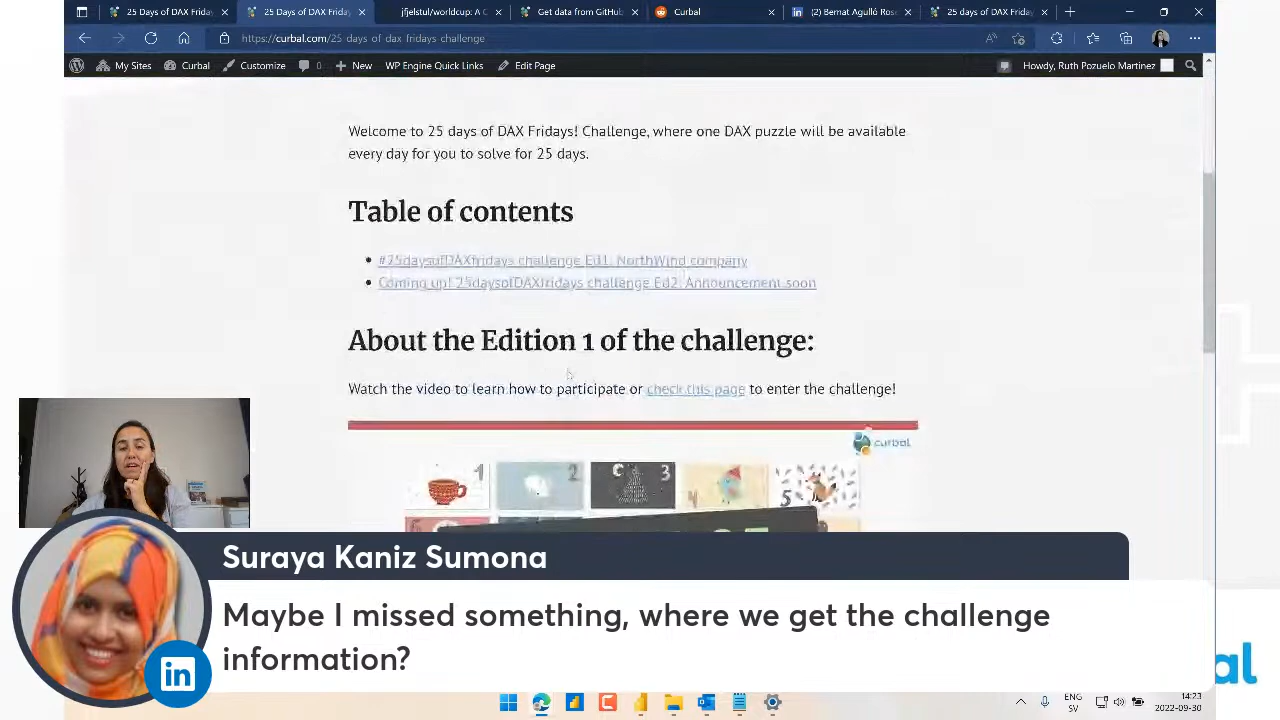 25 Days of DAX Friday
25 Days of DAX Friday
jfjelstul/worldcup: A C
Get data from GitHub
Curbal
(2) Bernat Agulló Rose
25 days of DAX Friday
https://curbal.com/25-days-of-dax-fridays-challenge
My Sites
Curbal
Customize
0
New
WP Engine Quick Links
Edit Page
Howdy, Ruth Pozuelo Martinez
Welcome to 25 days of DAX Fridays! Challenge, where one DAX puzzle will be available
every day for you to solve for 25 days.
Table of contents
#25daysofDAXfridays challenge Ed1: NorthWind company
Coming up! 25daysofDAXfridays challenge Ed2: Announcement soon
About the Edition 1 of the challenge:
Watch the video to learn how to participate or check this page to enter the challenge!
curbal
1
2
3
4
5
Suraya Kaniz Sumona
Maybe I missed something, where we get the challenge
information?
in
al
ENG
SV
14:23
2022-09-30